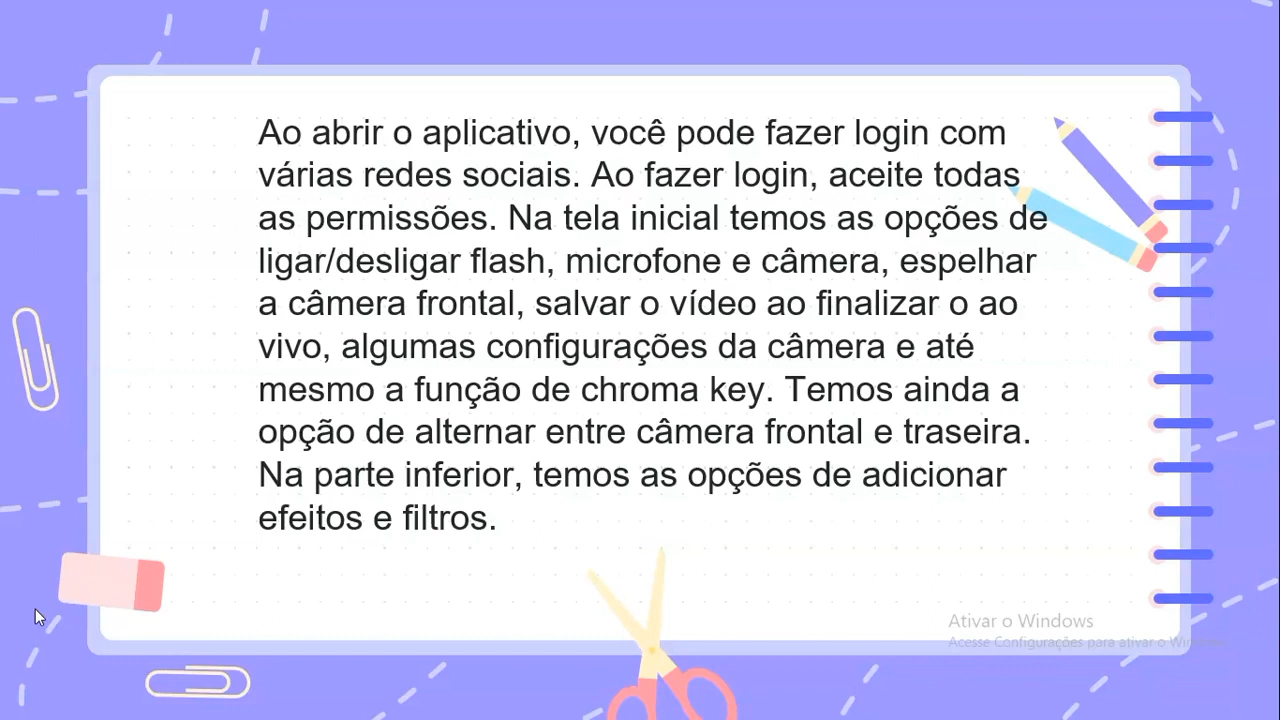 Ao abrir o aplicativo, você pode fazer login com
várias redes sociais. Ao fazer login, aceite todas
as permissões. Na tela inicial temos as opções de
ligar/desligar flash, microfone e câmera, espelhar
a câmera frontal, salvar o vídeo ao finalizar o ao
vivo, algumas configurações da câmera e até
mesmo a função de chroma key. Temos ainda a
opção de alternar entre câmera frontal e traseira.
Na parte inferior, temos as opções de adicionar
efeitos e filtros.
Ativar o Windows
Acesse Configurações para ativar o Windows.